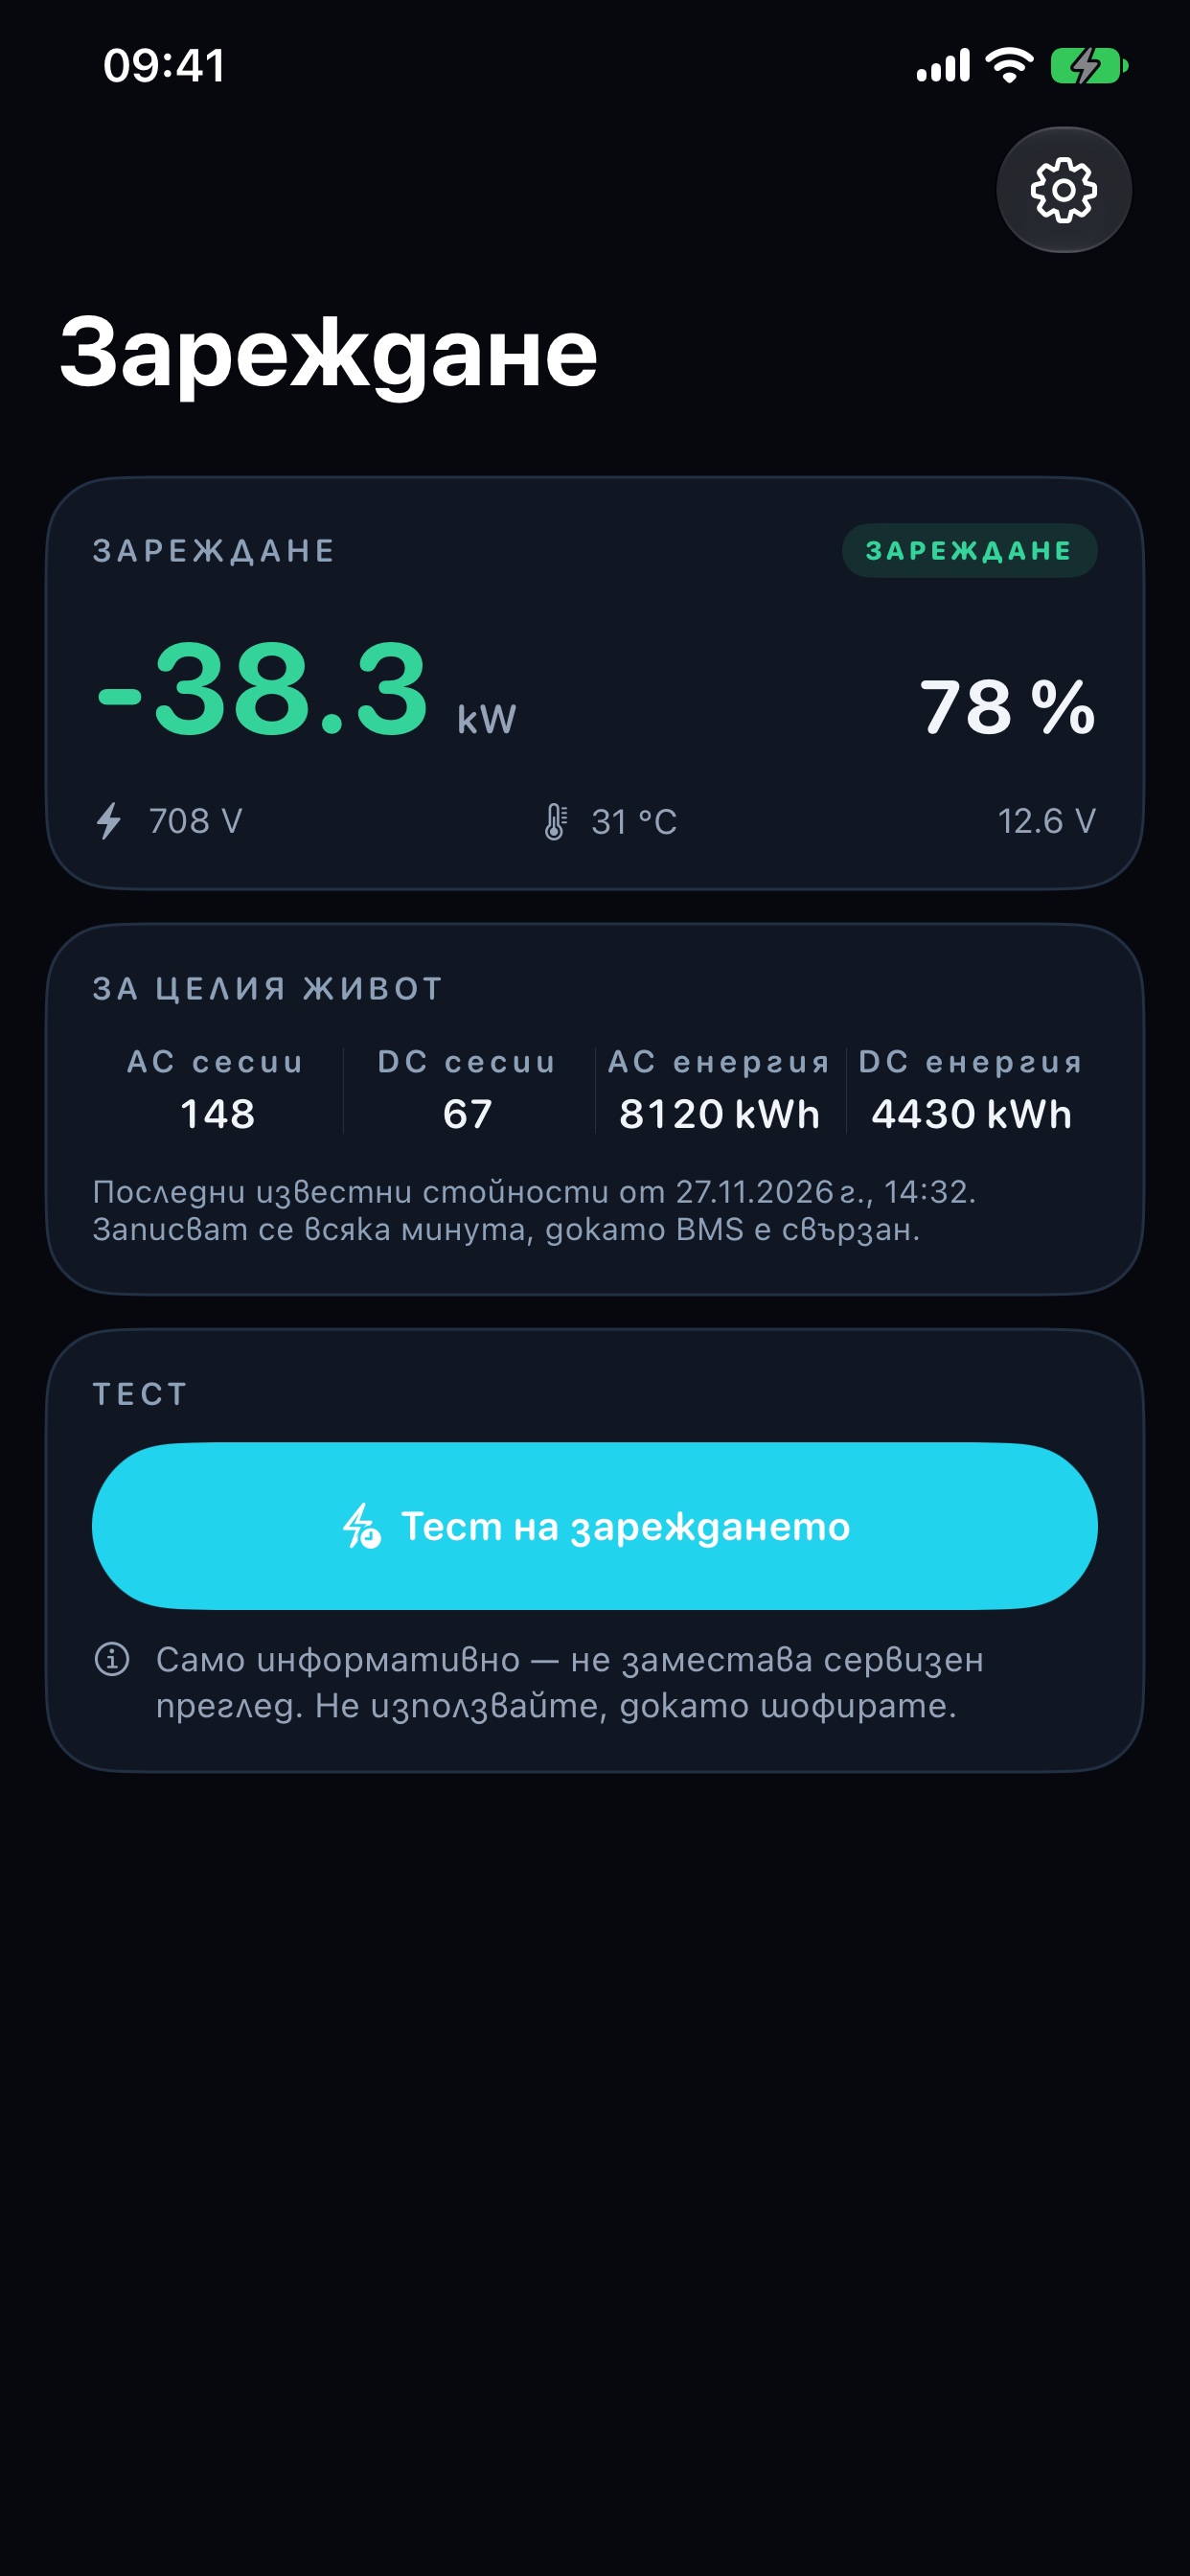 09:41
Зареждане
ЗАРЕЖДАНЕ ЗАРЕЖДАНЕ
-38.3 kW 78 %
708 V 31 °C 12.6 V
ЗА ЦЕЛИЯ ЖИВОТ
AC сесии DC сесии AC енергия DC енергия
148 67 8120 kWh 4430 kWh
Последни известни стойности от 27.11.2026 г., 14:32.
Записват се всяка минута, докато BMS е свързан.
ТЕСТ
Тест на зареждането
Само информативно — не замества сервизен
преглед. Не използвайте, докато шофирате.